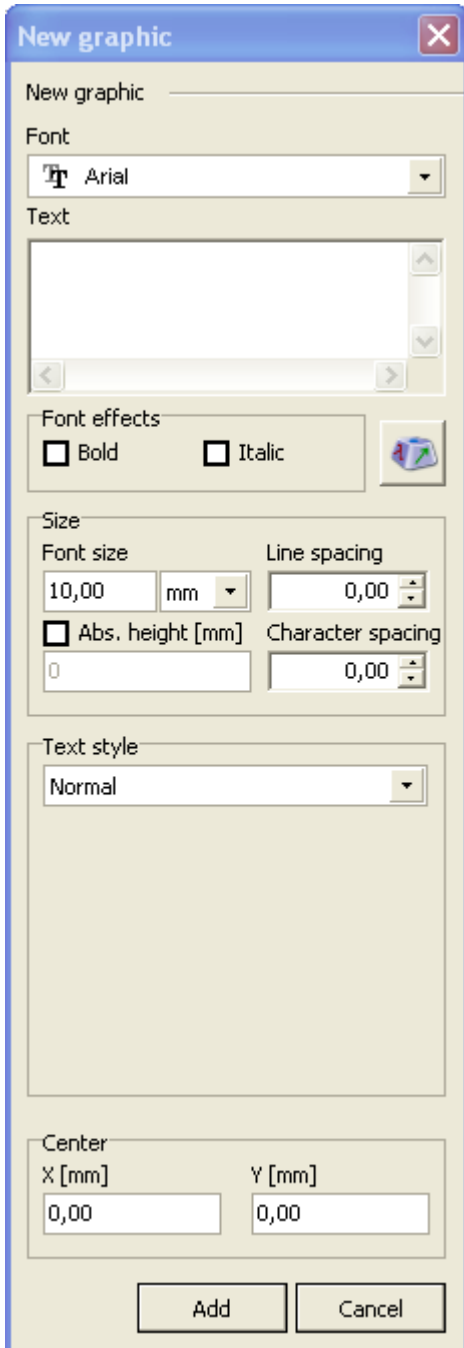 New graphic
New graphic
Font
Arial
Text
Font effects
Bold Italic
Size
Font size Line spacing
10,00 mm 0,00
Abs. height [mm] Character spacing
0 0,00
Text style
Normal
Center
X [mm] Y [mm]
0,00 0,00
Add Cancel